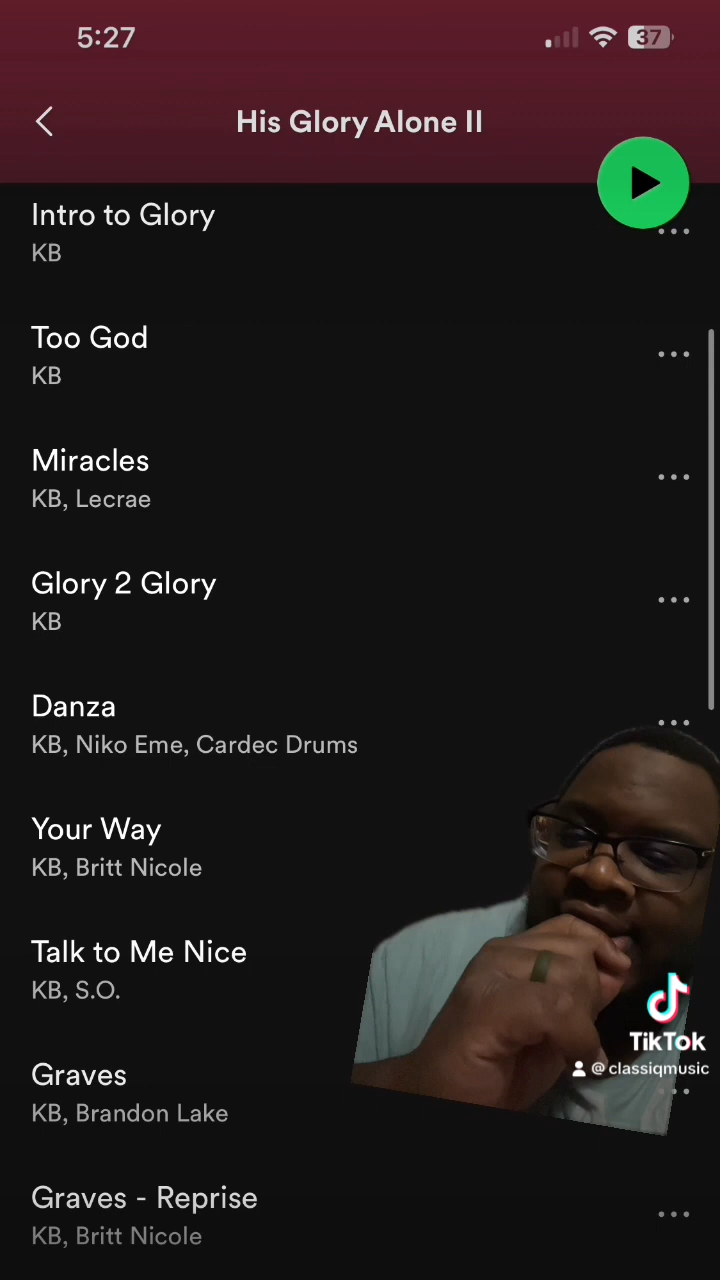 5:27
37
His Glory Alone II
Intro to Glory
KB
Too God
KB
Miracles
KB, Lecrae
Glory 2 Glory
KB
Danza
KB, Niko Eme, Cardec Drums
Your Way
KB, Britt Nicole
Talk to Me Nice
KB, S.O.
Graves
KB, Brandon Lake
Graves - Reprise
KB, Britt Nicole
TikTok
@classiqmusic